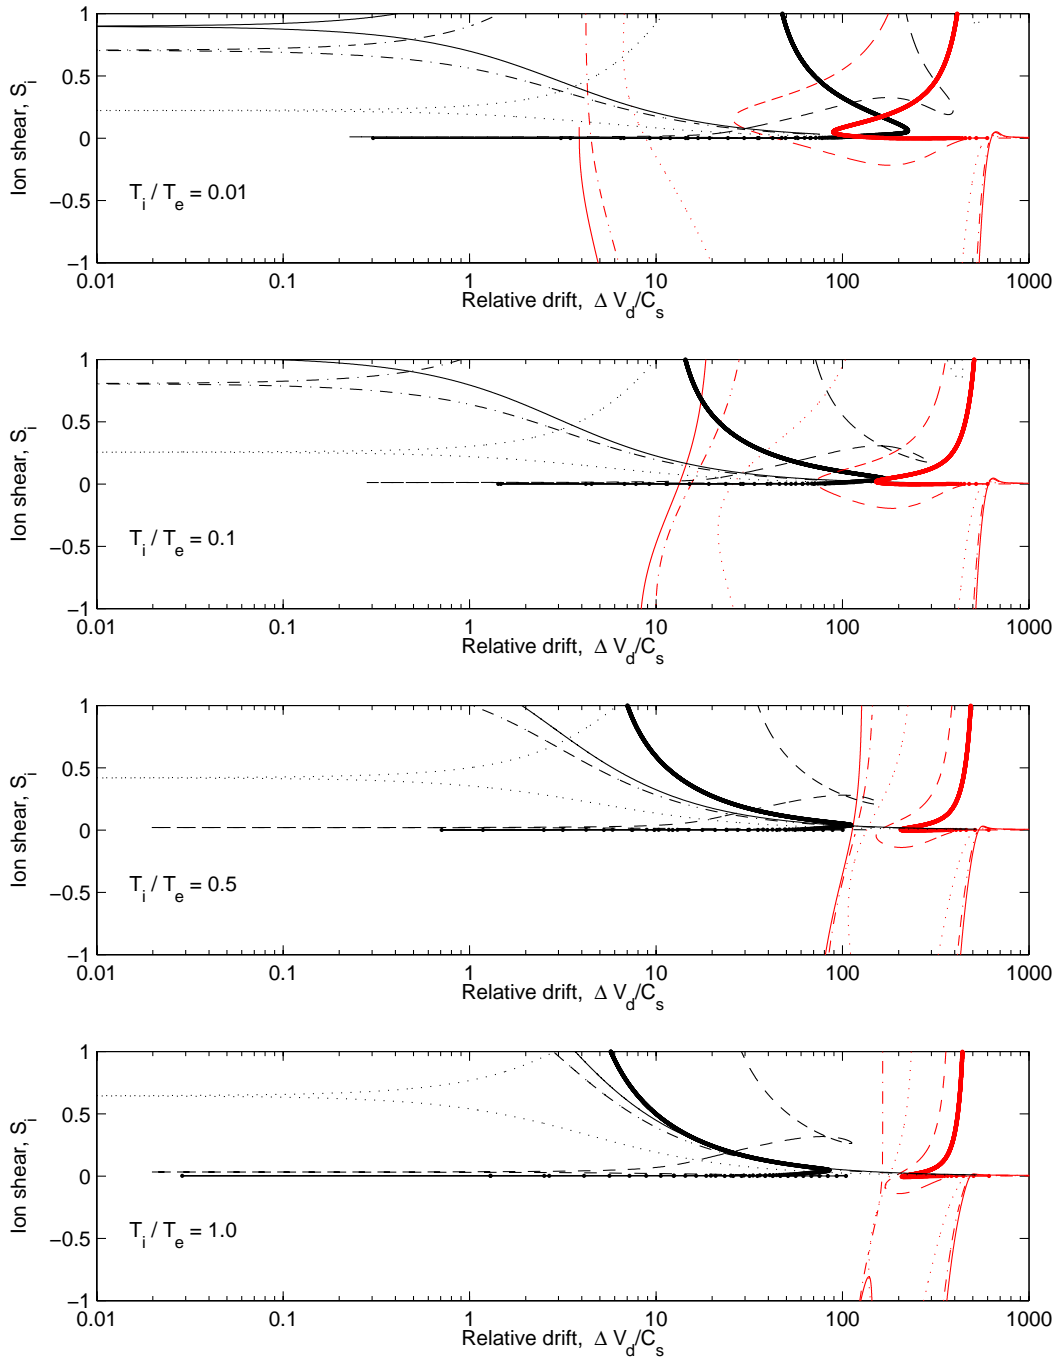 1
0.5
0
−0.5
−1
Ion shear, S_i
T_i / T_e = 0.01
0.01 0.1 1 10 100 1000
Relative drift, Δ V_d/C_s
1
0.5
0
−0.5
−1
Ion shear, S_i
T_i / T_e = 0.1
0.01 0.1 1 10 100 1000
Relative drift, Δ V_d/C_s
1
0.5
0
−0.5
−1
Ion shear, S_i
T_i / T_e = 0.5
0.01 0.1 1 10 100 1000
Relative drift, Δ V_d/C_s
1
0.5
0
−0.5
−1
Ion shear, S_i
T_i / T_e = 1.0
0.01 0.1 1 10 100 1000
Relative drift, Δ V_d/C_s